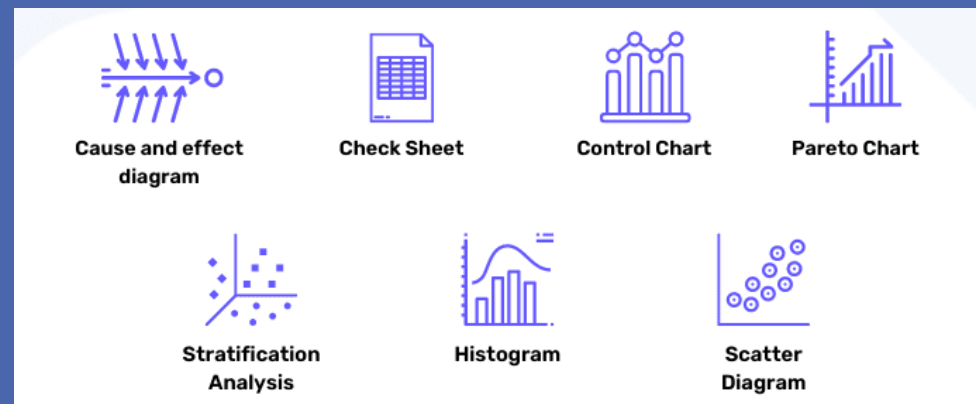 Cause and effect
diagram
Check Sheet
Control Chart
Pareto Chart
Stratification
Analysis
Histogram
Scatter
Diagram